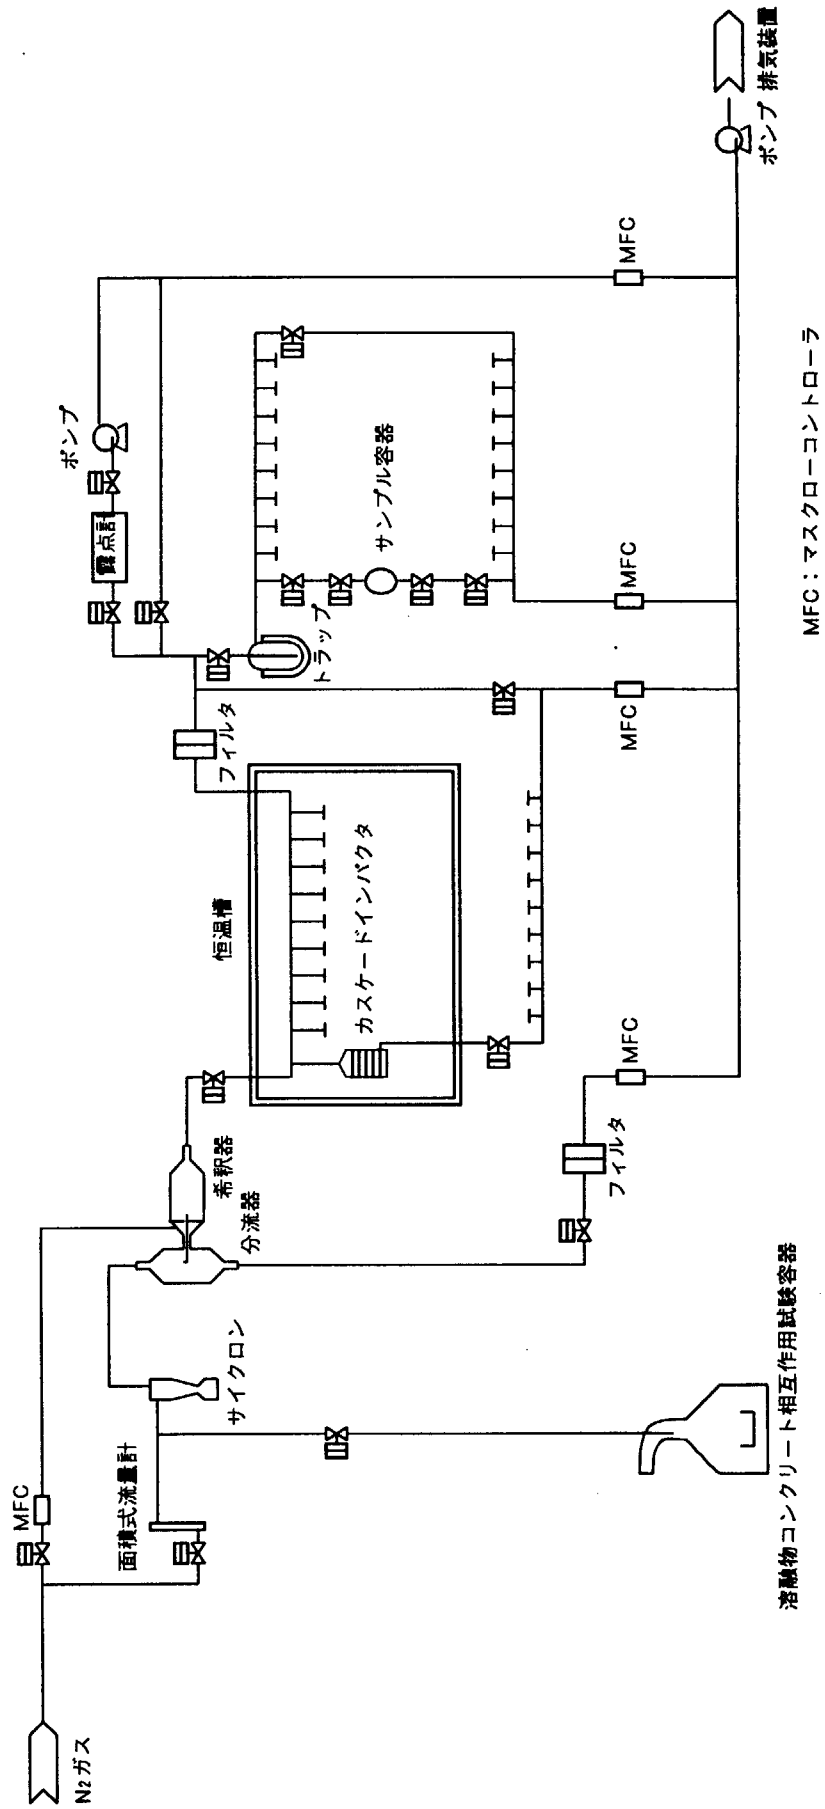 N2ガス
MFC
面積式流量計
サイクロン
溶融物コンクリート相互作用試験容器
分流器
希釈器
フィルタ
MFC
恒温槽
カスケードインパクタ
フィルタ
MFC
トラップ
露点計
ポンプ
サンプル容器
MFC
MFC
ポンプ
排気装置
MFC：マスクローコントローラ